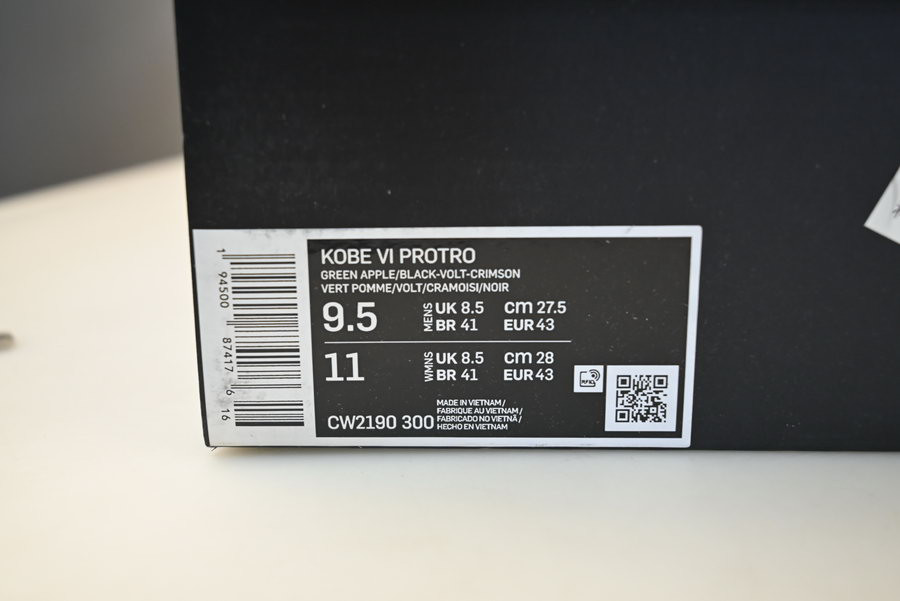 KOBE VI PROTRO
GREEN APPLE/BLACK-VOLT-CRIMSON
VERT POMME/VOLT/CRAMOISI/NOIR
9.5 MENS UK 8.5 CM 27.5
BR 41 EUR 43
11 WMNS UK 8.5 CM 28
BR 41 EUR 43
RFID
CW2190 300
MADE IN VIETNAM /
FABRIQUE AU VIETNAM /
FABRICADO NO VIETNÃ /
HECHO EN VIETNAM
1 94500 87417 6 16